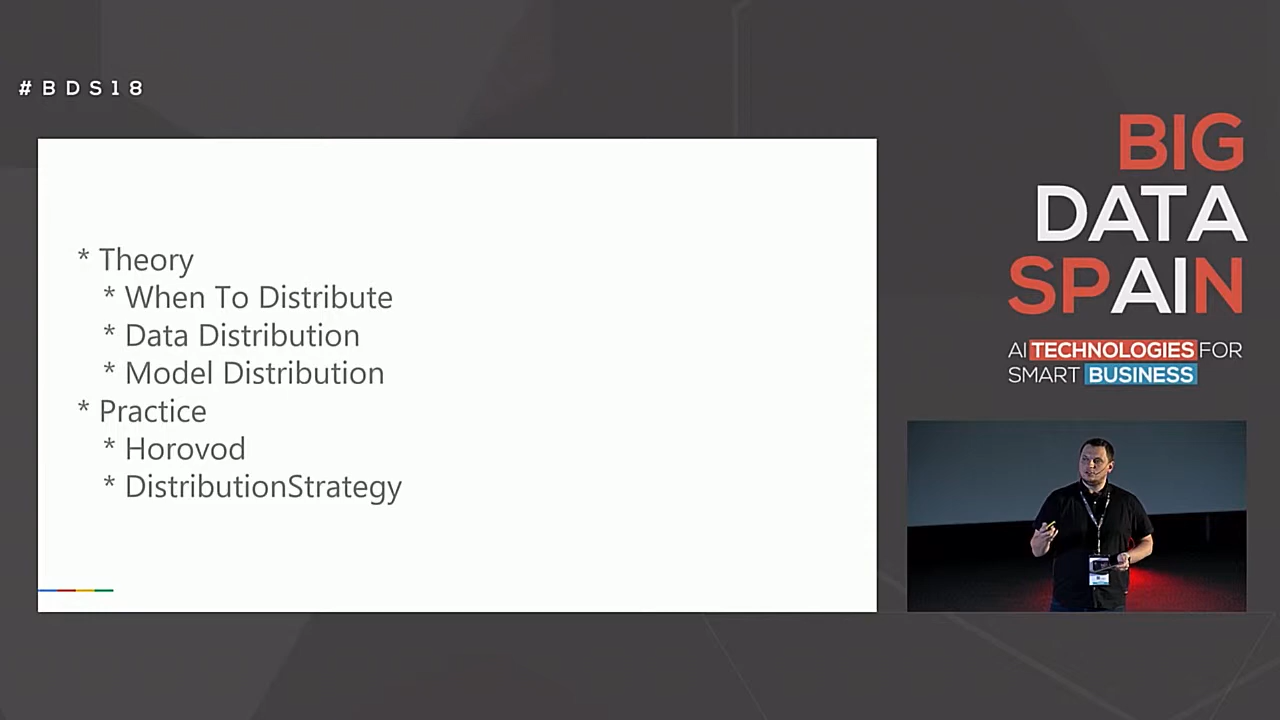 #BDS18
* Theory
* When To Distribute
* Data Distribution
* Model Distribution
* Practice
* Horovod
* DistributionStrategy
BIG
DATA
SPAIN
AI TECHNOLOGIES FOR
SMART BUSINESS